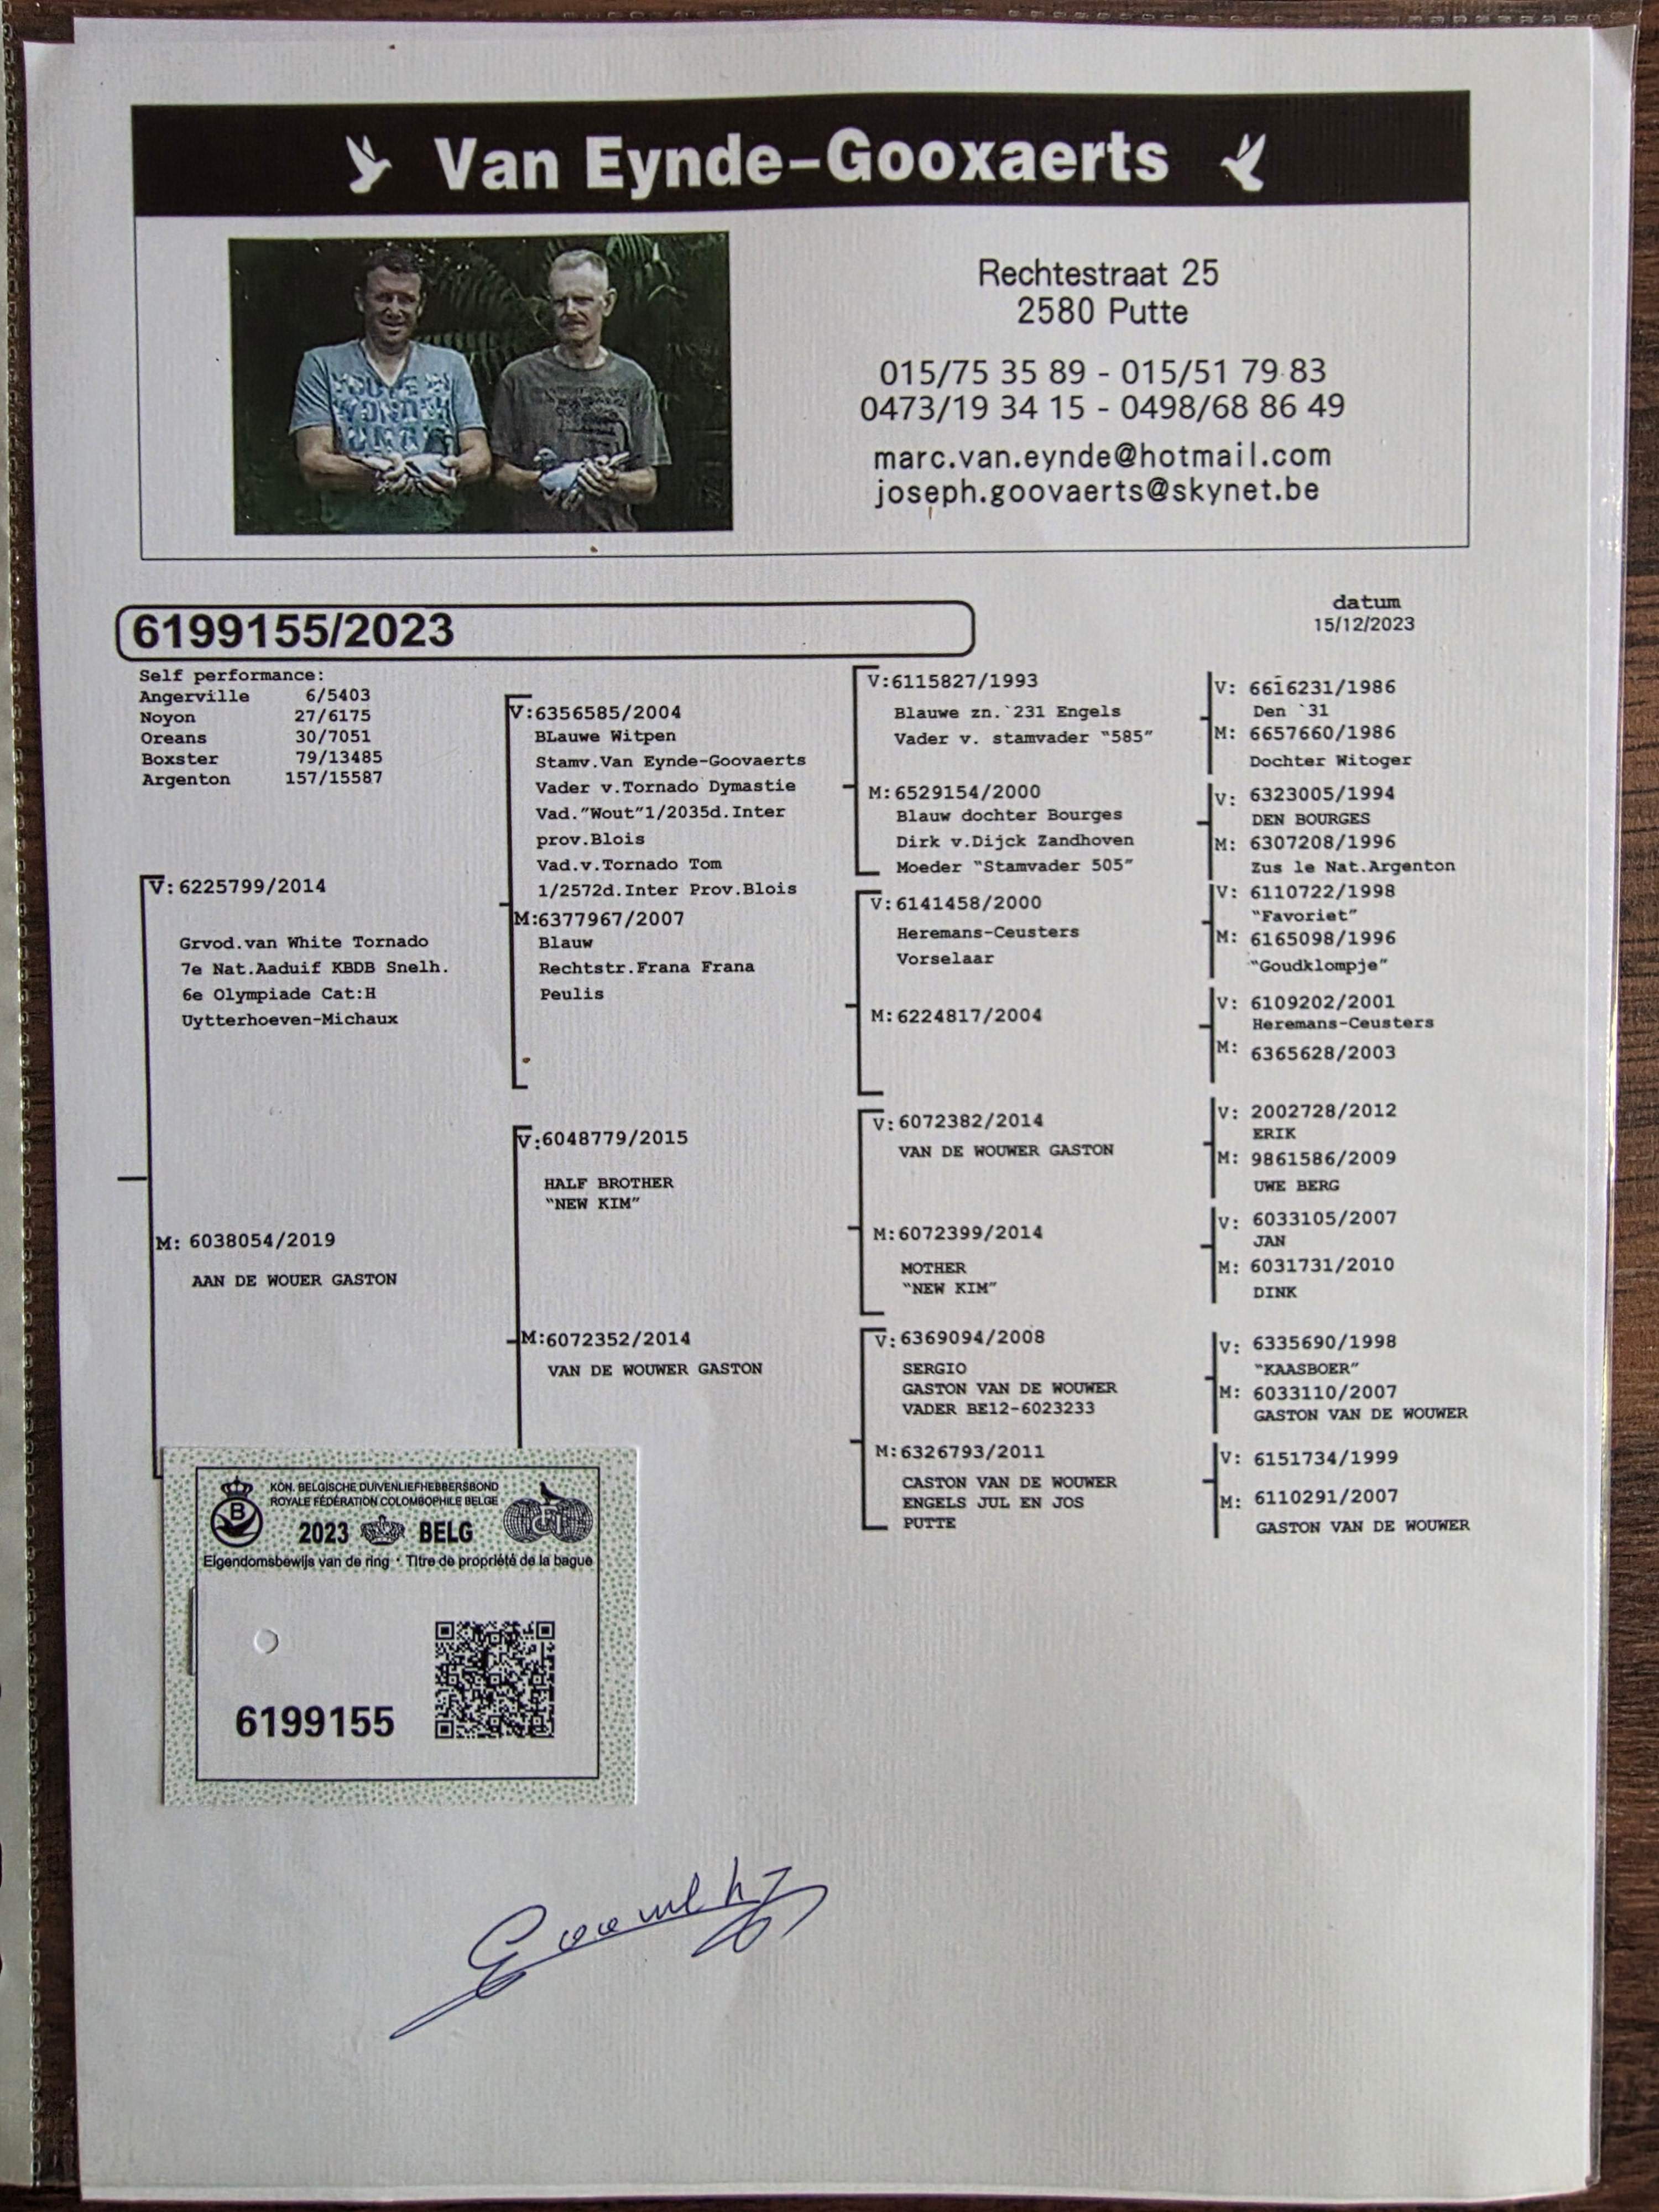 Van Eynde-Gooxaerts
Rechtestraat 25
2580 Putte
015/75 35 89 - 015/51 79 83
0473/19 34 15 - 0498/68 86 49
marc.van.eynde@hotmail.com
joseph.goovaerts@skynet.be
6199155/2023
datum
15/12/2023
Self performance:
Angerville 6/5403
Noyon 27/6175
Oreans 30/7051
Boxster 79/13485
Argenton 157/15587
V: 6225799/2014
Grvod.van White Tornado
7e Nat.Aaduif KBDB Snelh.
6e Olympiade Cat:H
Uytterhoeven-Michaux
M: 6038054/2019
AAN DE WOUER GASTON
V:6356585/2004
BLauwe Witpen
Stamv.Van Eynde-Goovaerts
Vader v.Tornado Dymastie
Vad."Wout"1/2035d.Inter
prov.Blois
Vad.v.Tornado Tom
1/2572d.Inter Prov.Blois
M:6377967/2007
Blauw
Rechtstr.Frana Frana
Peulis
V:6048779/2015
HALF BROTHER
"NEW KIM"
M:6072352/2014
VAN DE WOUWER GASTON
V:6115827/1993
Blauwe zn.`231 Engels
Vader v. stamvader "585"
M:6529154/2000
Blauw dochter Bourges
Dirk v.Dijck Zandhoven
Moeder "Stamvader 505"
V:6141458/2000
Heremans-Ceusters
Vorselaar
M:6224817/2004
V:6072382/2014
VAN DE WOUWER GASTON
M:6072399/2014
MOTHER
"NEW KIM"
V:6369094/2008
SERGIO
GASTON VAN DE WOUWER
VADER BE12-6023233
M:6326793/2011
CASTON VAN DE WOUWER
ENGELS JUL EN JOS
PUTTE
V: 6616231/1986
Den `31
M: 6657660/1986
Dochter Witoger
V: 6323005/1994
DEN BOURGES
M: 6307208/1996
Zus le Nat.Argenton
V: 6110722/1998
"Favoriet"
M: 6165098/1996
"Goudklompje"
V: 6109202/2001
Heremans-Ceusters
M: 6365628/2003
V: 2002728/2012
ERIK
M: 9861586/2009
UWE BERG
V: 6033105/2007
JAN
M: 6031731/2010
DINK
V: 6335690/1998
"KAASBOER"
M: 6033110/2007
GASTON VAN DE WOUWER
V: 6151734/1999
M: 6110291/2007
GASTON VAN DE WOUWER
KON. BELGISCHE DUIVENLIEFHEBBERSBOND
ROYALE FÉDÉRATION COLOMBOPHILE BELGE
B
2023 BELG
Eigendomsbewijs van de ring · Titre de propriété de la bague
6199155